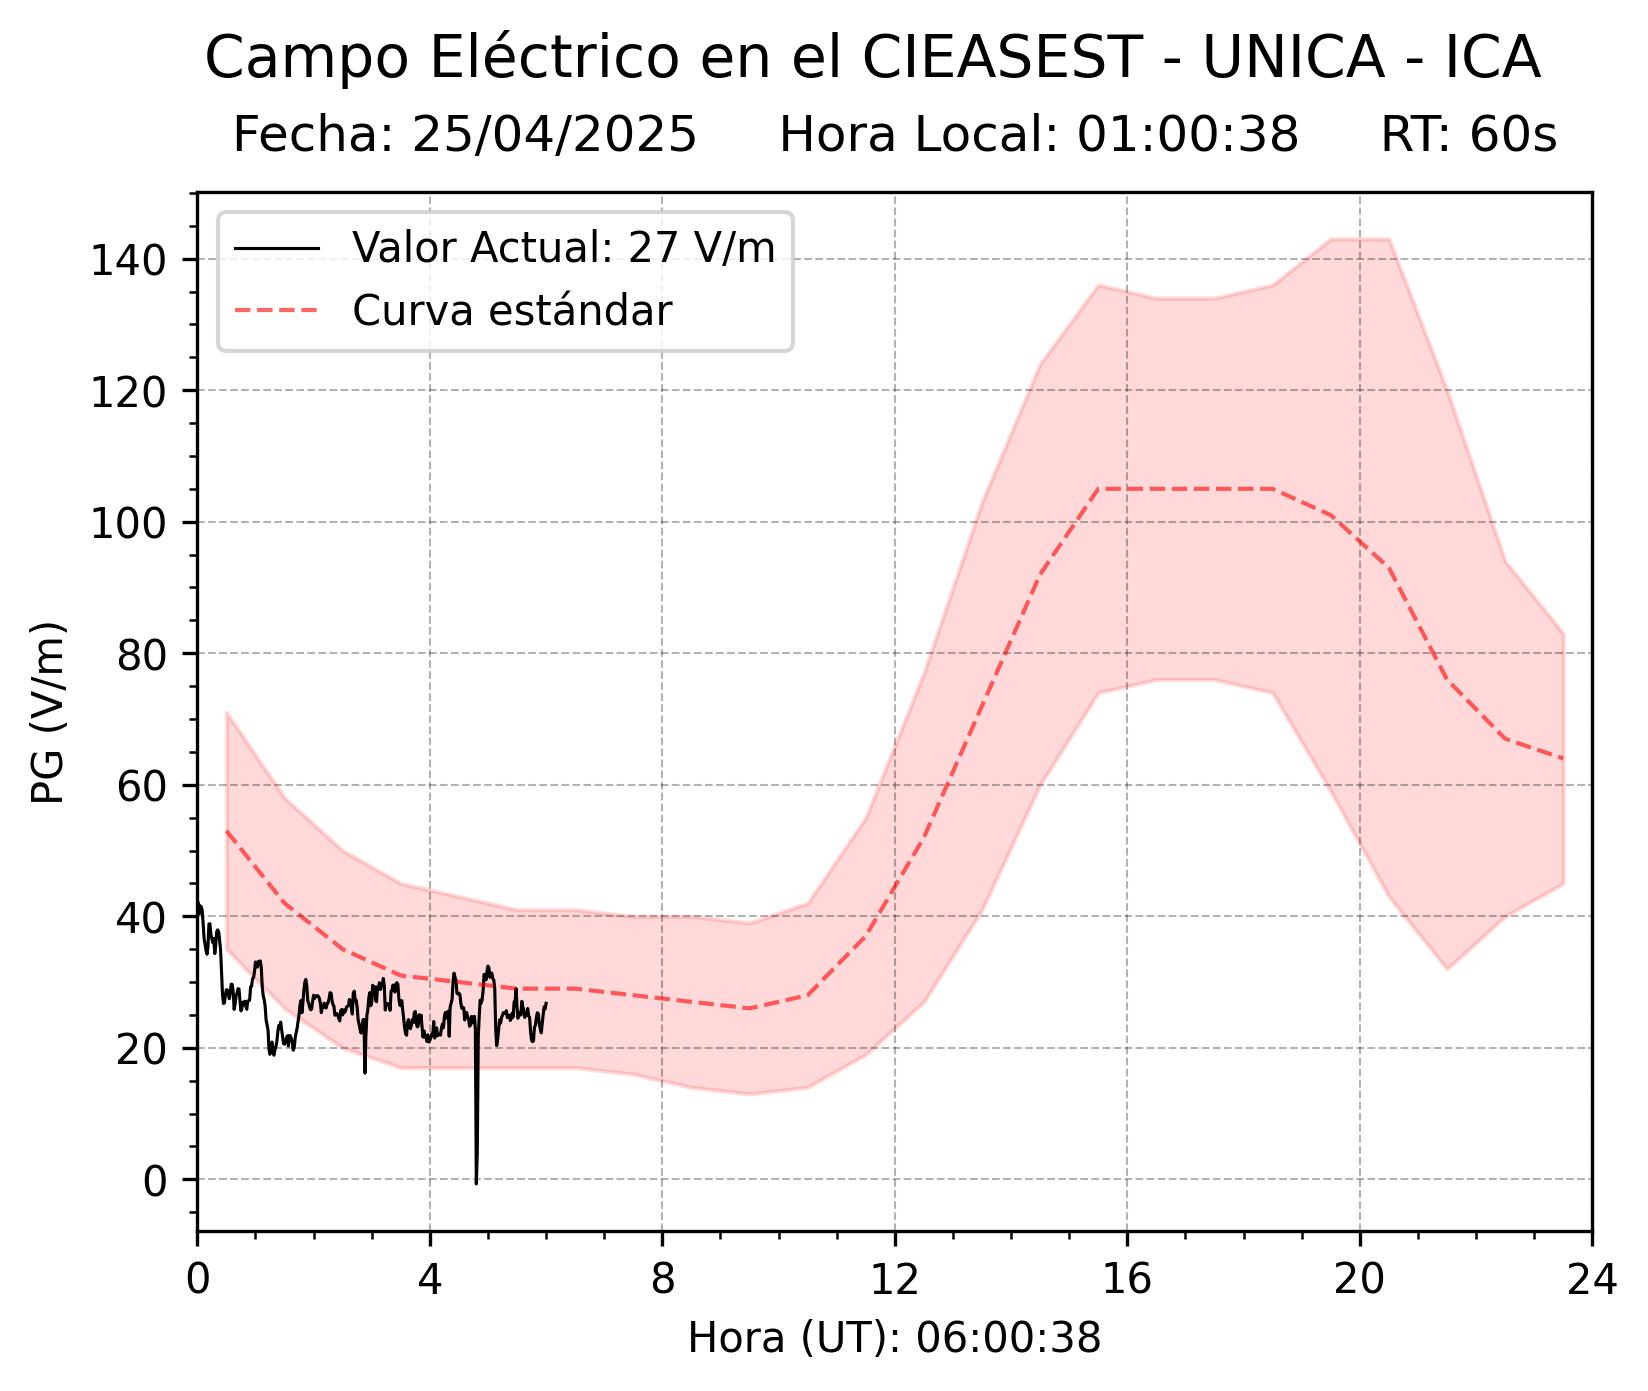 Campo Eléctrico en el CIEASEST - UNICA - ICA
Fecha: 25/04/2025 Hora Local: 01:00:38 RT: 60s
Valor Actual: 27 V/m
Curva estándar
PG (V/m)
140
120
100
80
60
40
20
0
0 4 8 12 16 20 24
Hora (UT): 06:00:38